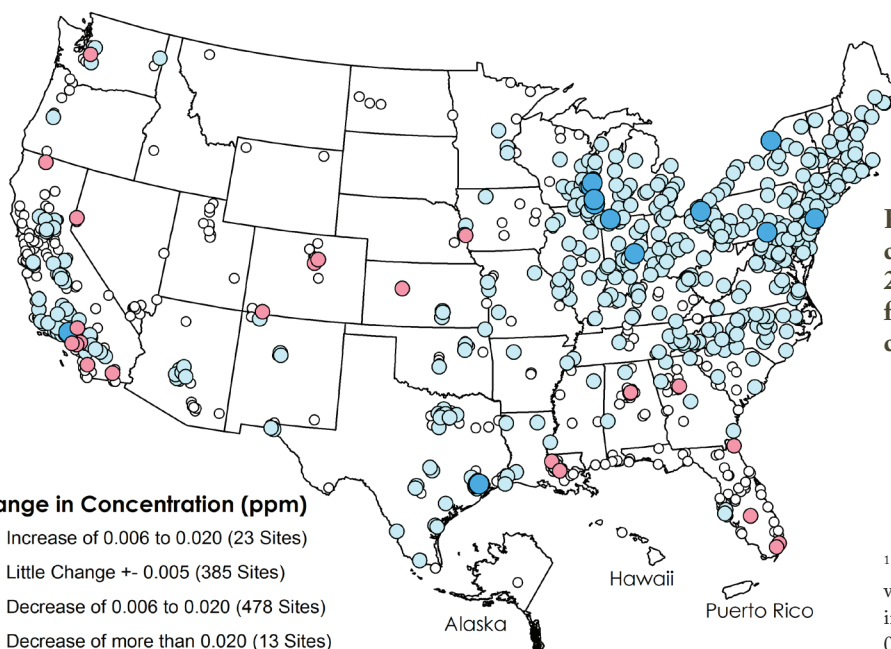 ange in Concentration (ppm)
Increase of 0.006 to 0.020 (23 Sites)
Little Change +- 0.005 (385 Sites)
Decrease of 0.006 to 0.020 (478 Sites)
Decrease of more than 0.020 (13 Sites)
Alaska
Hawaii
Puerto Rico
1